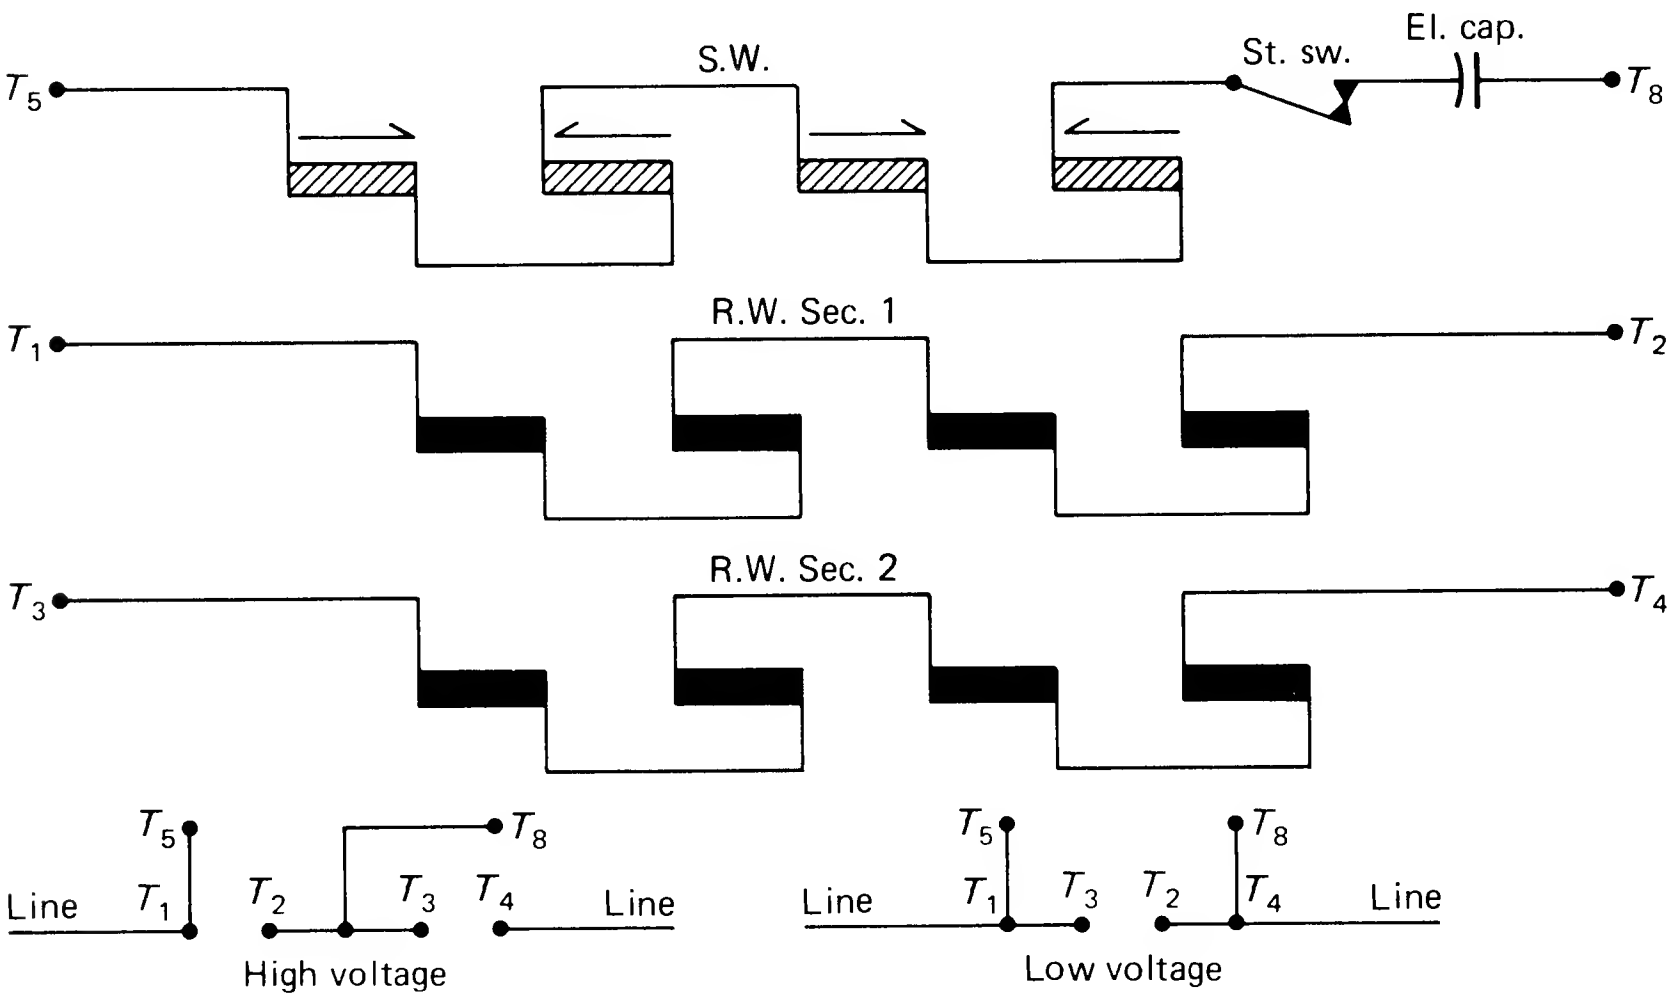 El. cap.
St. sw.
S.W.
T5 T8
R.W. Sec. 1
T1 T2
R.W. Sec. 2
T3 T4
T5 T8 T5 T8
Line T1 T2 T3 T4 Line Line T1 T3 T2 T4 Line
High voltage Low voltage